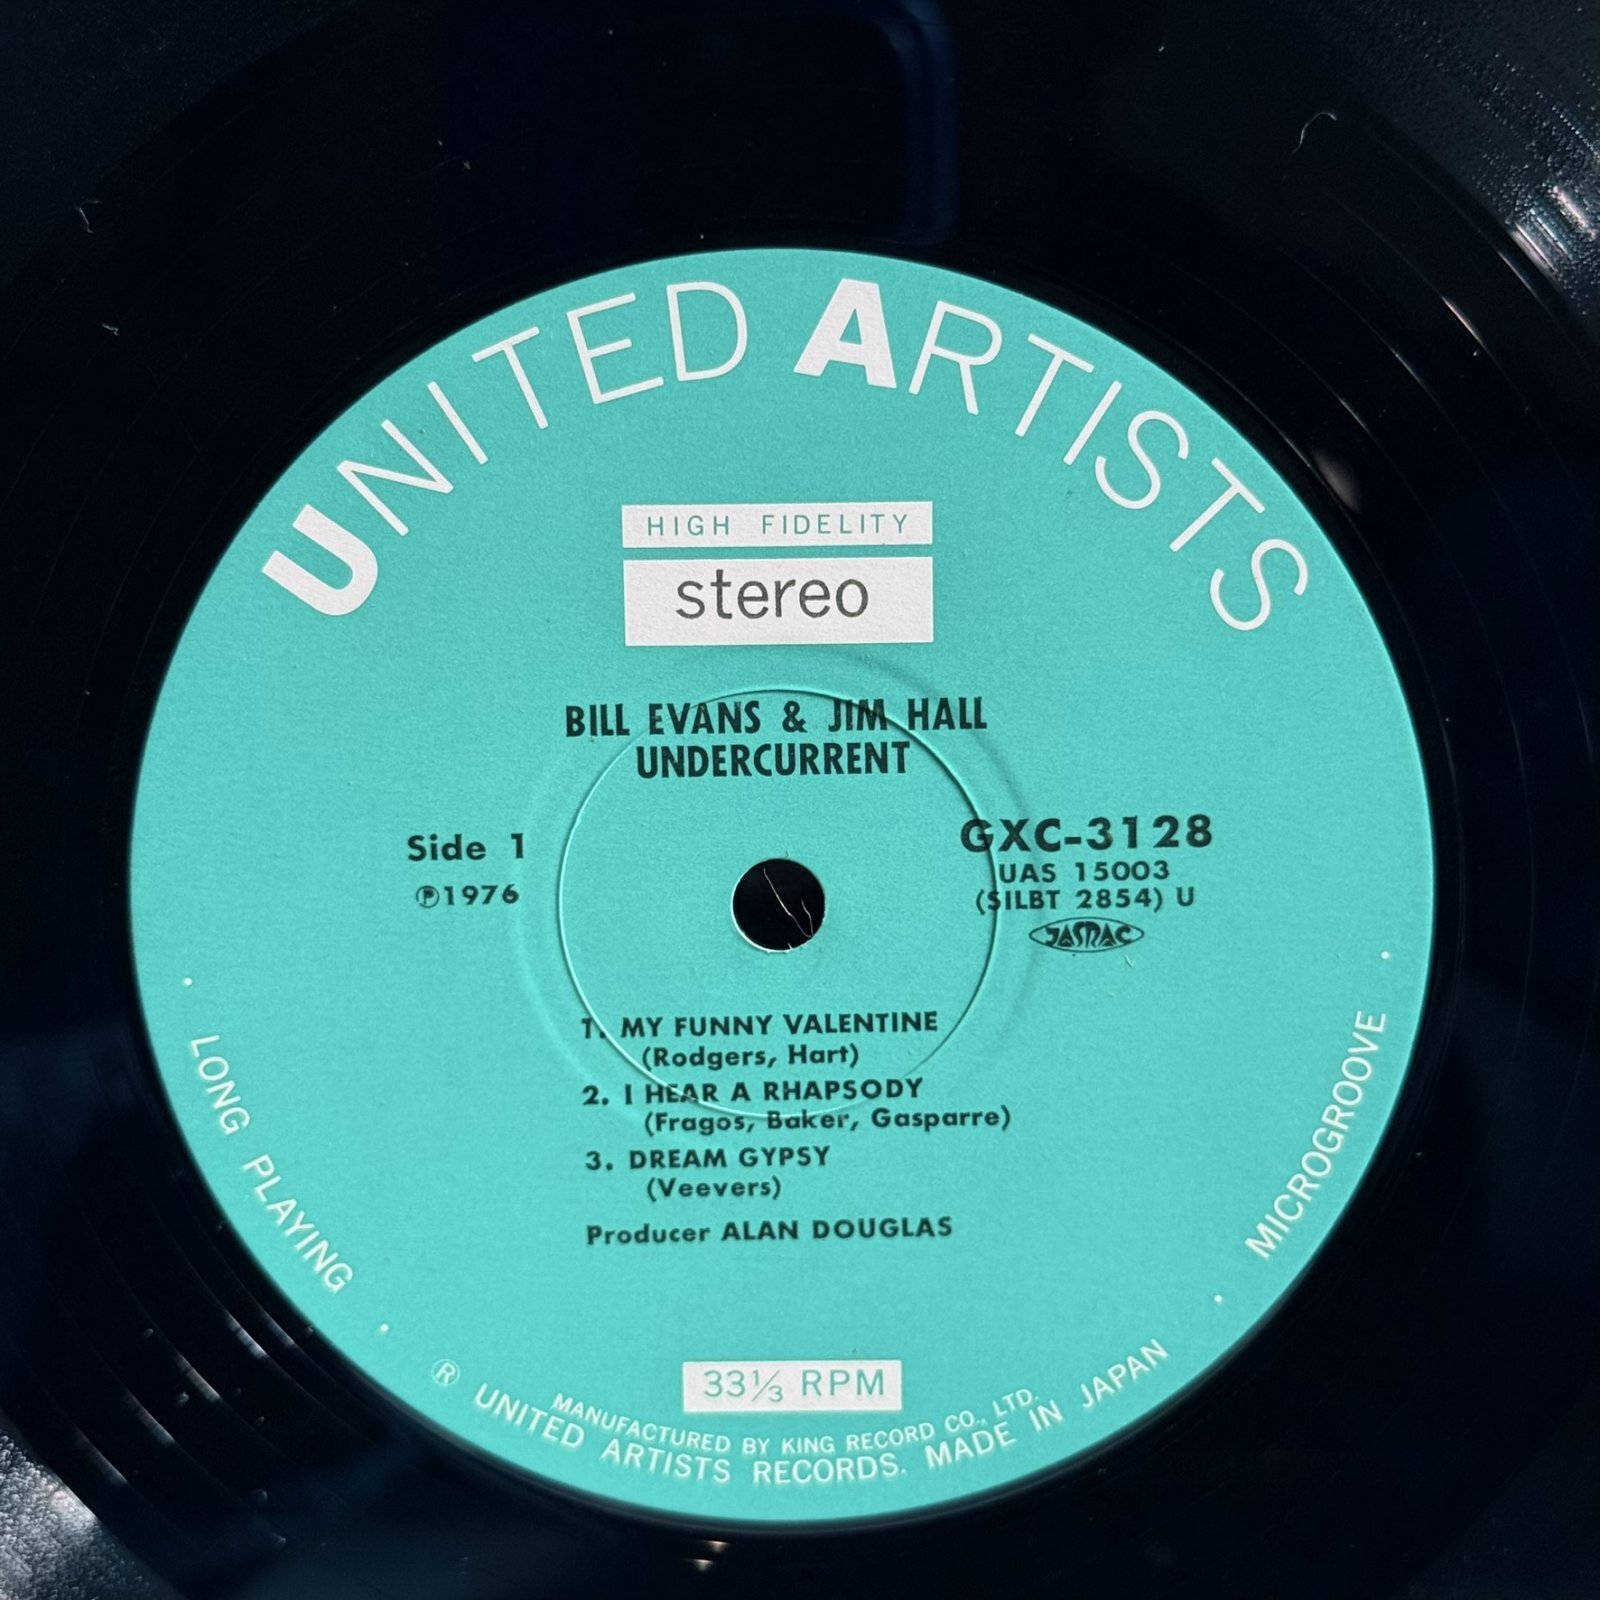 UNITED ARTISTS
HIGH FIDELITY
stereo
BILL EVANS & JIM HALL
UNDERCURRENT
Side 1
Ⓟ1976
GXC-3128
UAS 15003
(SILBT 2854) U
JASRAC
1. MY FUNNY VALENTINE
(Rodgers, Hart)
2. I HEAR A RHAPSODY
(Fragos, Baker, Gasparre)
3. DREAM GYPSY
(Veevers)
Producer ALAN DOUGLAS
· LONG PLAYING ·
· MICROGROOVE ·
33⅓ RPM
MANUFACTURED BY KING RECORD CO., LTD.
® UNITED ARTISTS RECORDS. MADE IN JAPAN